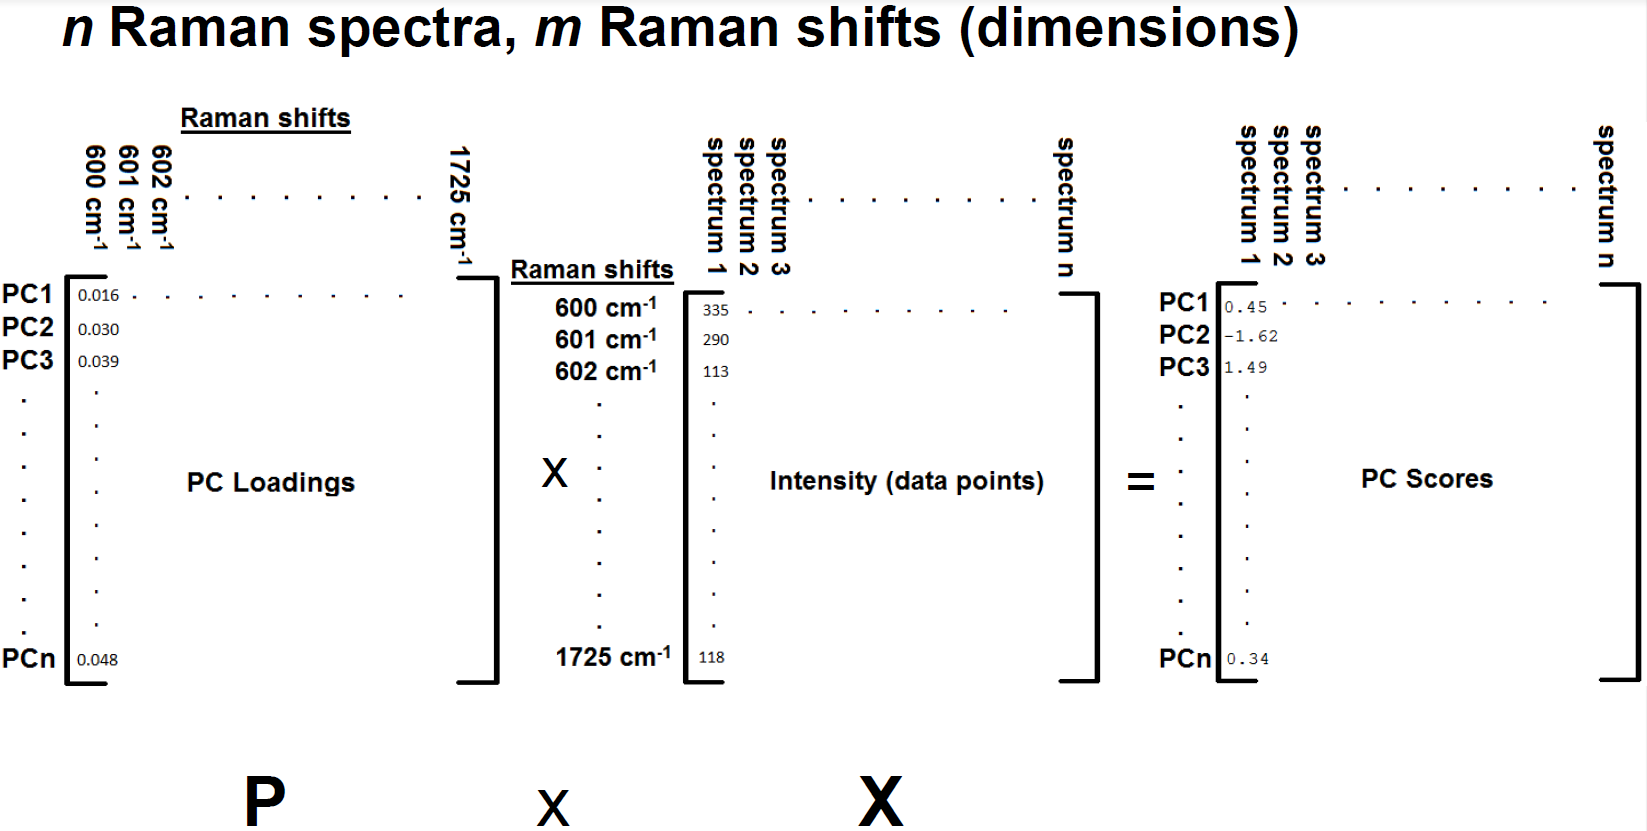 n Raman spectra, m Raman shifts (dimensions)
Raman shifts
600 cm-1
601 cm-1
602 cm-1
. . . . . . . .
1725 cm-1
PC1 0.016 . . . . . . . . .
PC2 0.030
PC3 0.039
PC Loadings
PCn 0.048
x
Raman shifts
spectrum 1
spectrum 2
spectrum 3
. . . . . . . .
spectrum n
600 cm-1 335 . . . . . . . . .
601 cm-1 290
602 cm-1 113
Intensity (data points)
1725 cm-1 118
=
spectrum 1
spectrum 2
spectrum 3
. . . . . . . .
spectrum n
PC1 0.45 . . . . . . . . .
PC2 -1.62
PC3 1.49
PC Scores
PCn 0.34
P x X